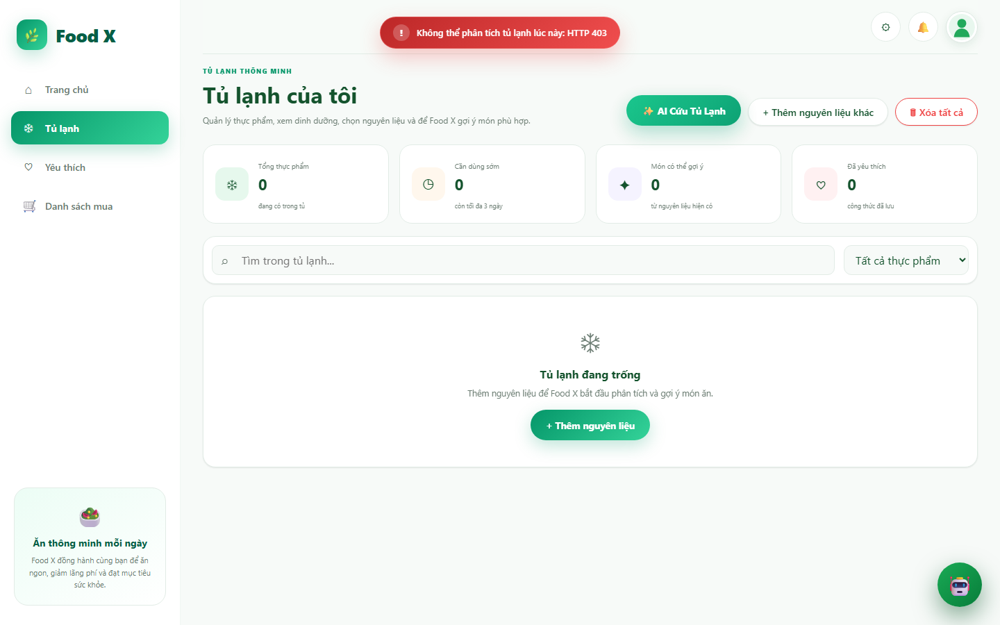 Food X
! Không thể phân tích tủ lạnh lúc này: HTTP 403
Trang chủ
Tủ lạnh
Yêu thích
Danh sách mua
TỦ LẠNH THÔNG MINH
Tủ lạnh của tôi
Quản lý thực phẩm, xem dinh dưỡng, chọn nguyên liệu và để Food X gợi ý món phù hợp.
AI Cứu Tủ Lạnh
+ Thêm nguyên liệu khác
Xóa tất cả
Tổng thực phẩm
0
đang có trong tủ
Cần dùng sớm
0
còn tối đa 3 ngày
Món có thể gợi ý
0
từ nguyên liệu hiện có
Đã yêu thích
0
công thức đã lưu
Tìm trong tủ lạnh...
Tất cả thực phẩm
Tủ lạnh đang trống
Thêm nguyên liệu để Food X bắt đầu phân tích và gợi ý món ăn.
+ Thêm nguyên liệu
Ăn thông minh mỗi ngày
Food X đồng hành cùng bạn để ăn
ngon, giảm lãng phí và đạt mục tiêu
sức khỏe.